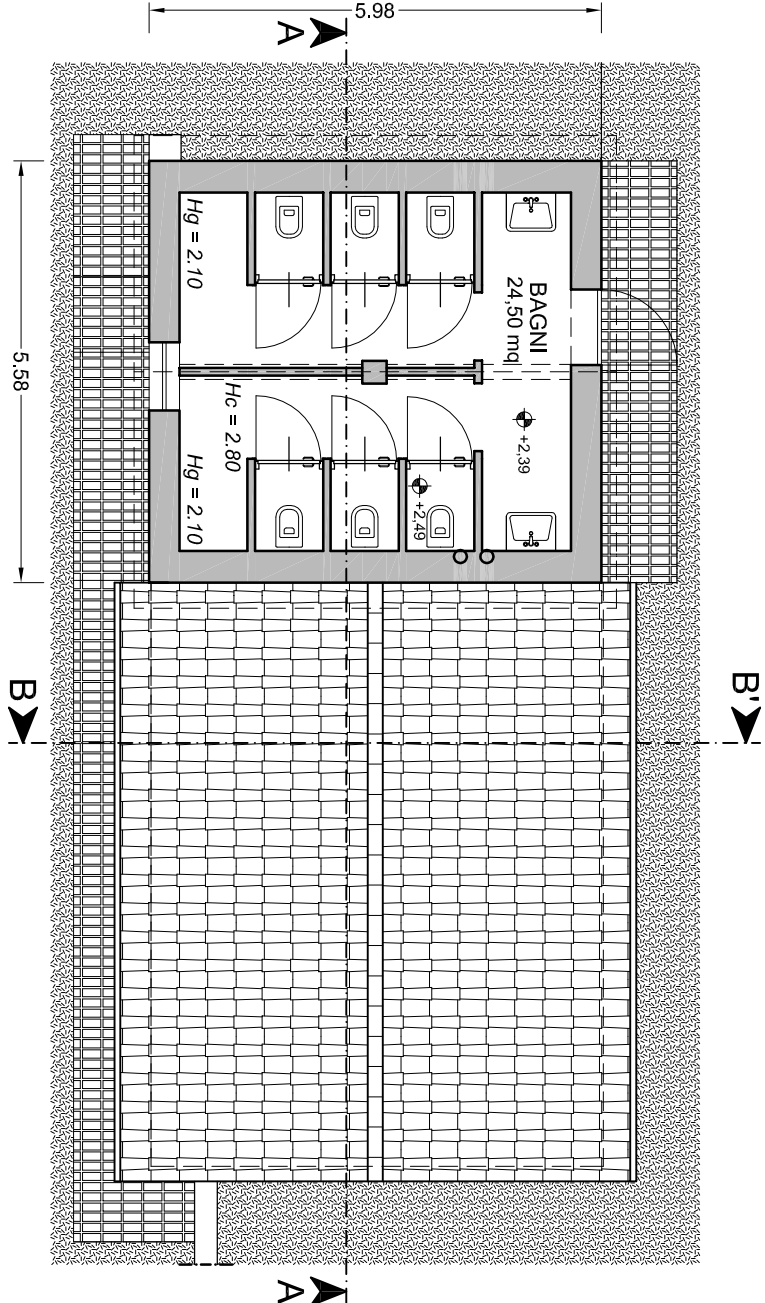 5.98
A
5.58
Hg = 2.10
BAGNI
24,50 mq
Hc = 2.80
+2,39
+2,49
Hg = 2.10
B
B'
A